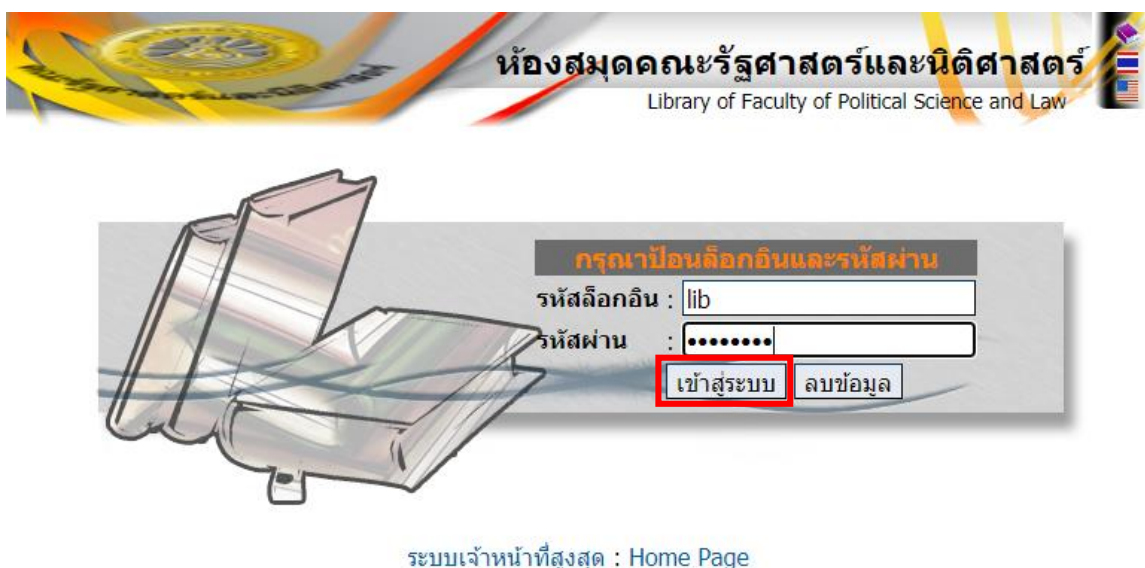 ห้องสมุดคณะรัฐศาสตร์และนิติศาสตร์
Library of Faculty of Political Science and Law
กรุณาป้อนล็อกอินและรหัสผ่าน
รหัสล็อกอิน : lib
รหัสผ่าน : ••••••••
เข้าสู่ระบบ ลบข้อมูล
ระบบเจ้าหน้าที่สูงสุด : Home Page